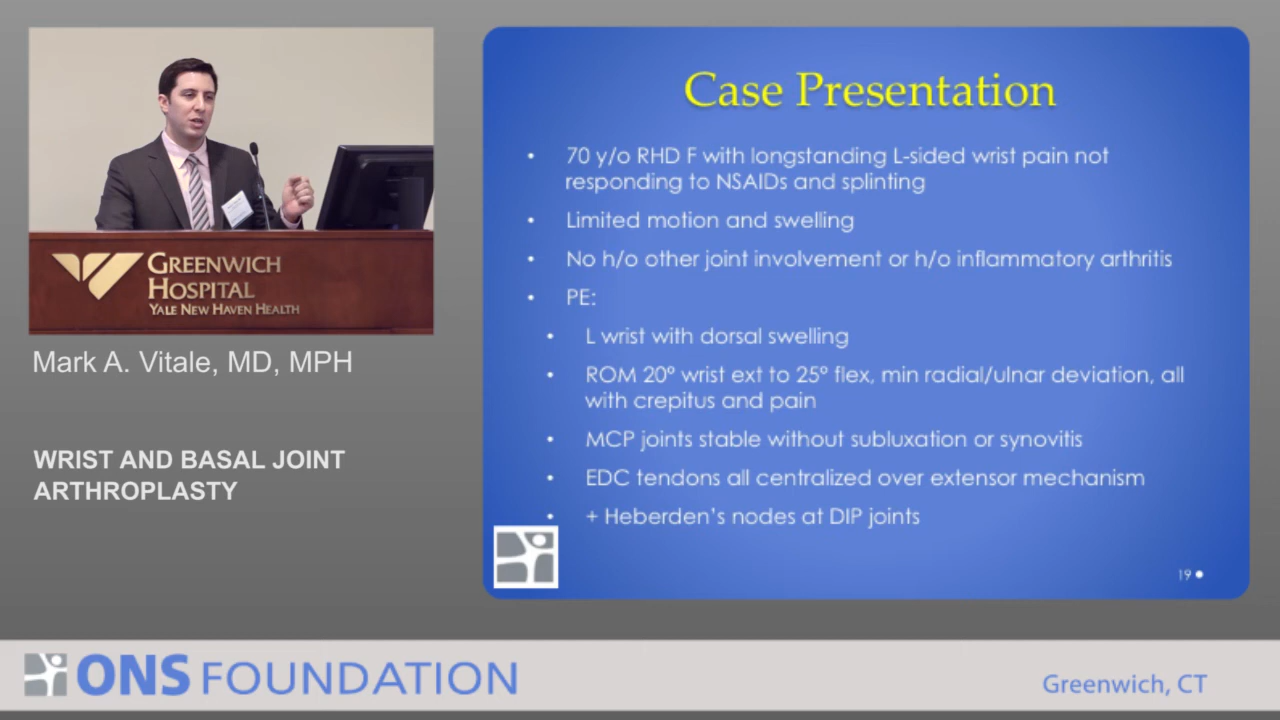 GREENWICH
HOSPITAL
YALE NEW HAVEN HEALTH
Mark A. Vitale, MD, MPH
WRIST AND BASAL JOINT
ARTHROPLASTY
Case Presentation
• 70 y/o RHD F with longstanding L-sided wrist pain not
responding to NSAIDs and splinting
• Limited motion and swelling
• No h/o other joint involvement or h/o inflammatory arthritis
• PE:
• L wrist with dorsal swelling
• ROM 20° wrist ext to 25° flex, min radial/ulnar deviation, all
with crepitus and pain
• MCP joints stable without subluxation or synovitis
• EDC tendons all centralized over extensor mechanism
• + Heberden's nodes at DIP joints
19
ONS FOUNDATION
Greenwich, CT